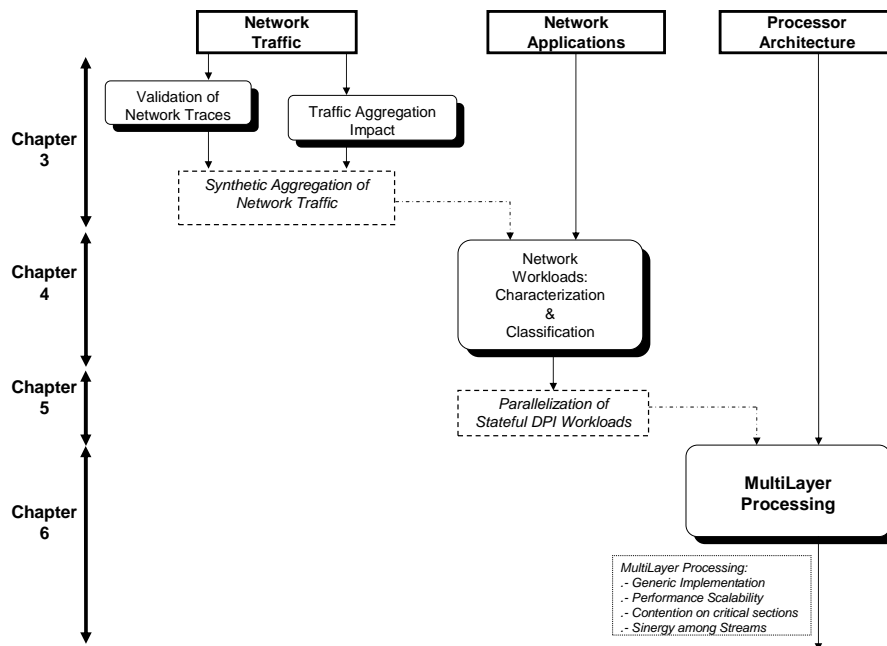 Network
Traffic
Network
Applications
Processor
Architecture
Chapter
3
Validation of
Network Traces
Traffic Aggregation
Impact
Synthetic Aggregation of
Network Traffic
Chapter
4
Network
Workloads:
Characterization
&
Classification
Chapter
5
Parallelization of
Stateful DPI Workloads
Chapter
6
MultiLayer
Processing
MultiLayer Processing:
.- Generic Implementation
.- Performance Scalability
.- Contention on critical sections
.- Sinergy among Streams